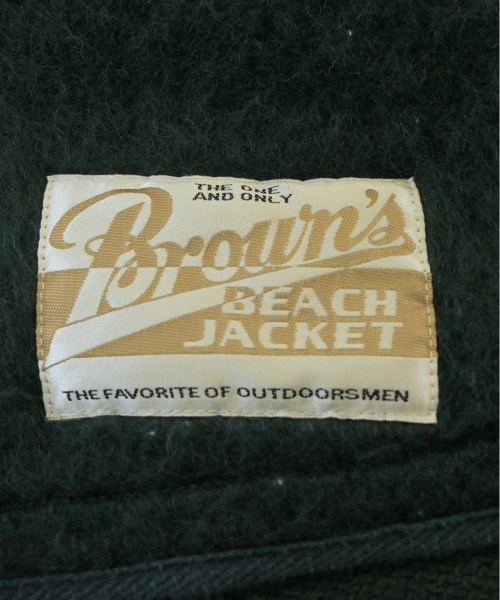 THE ONE
AND ONLY
Brown's
BEACH
JACKET
THE FAVORITE OF OUTDOORSMEN